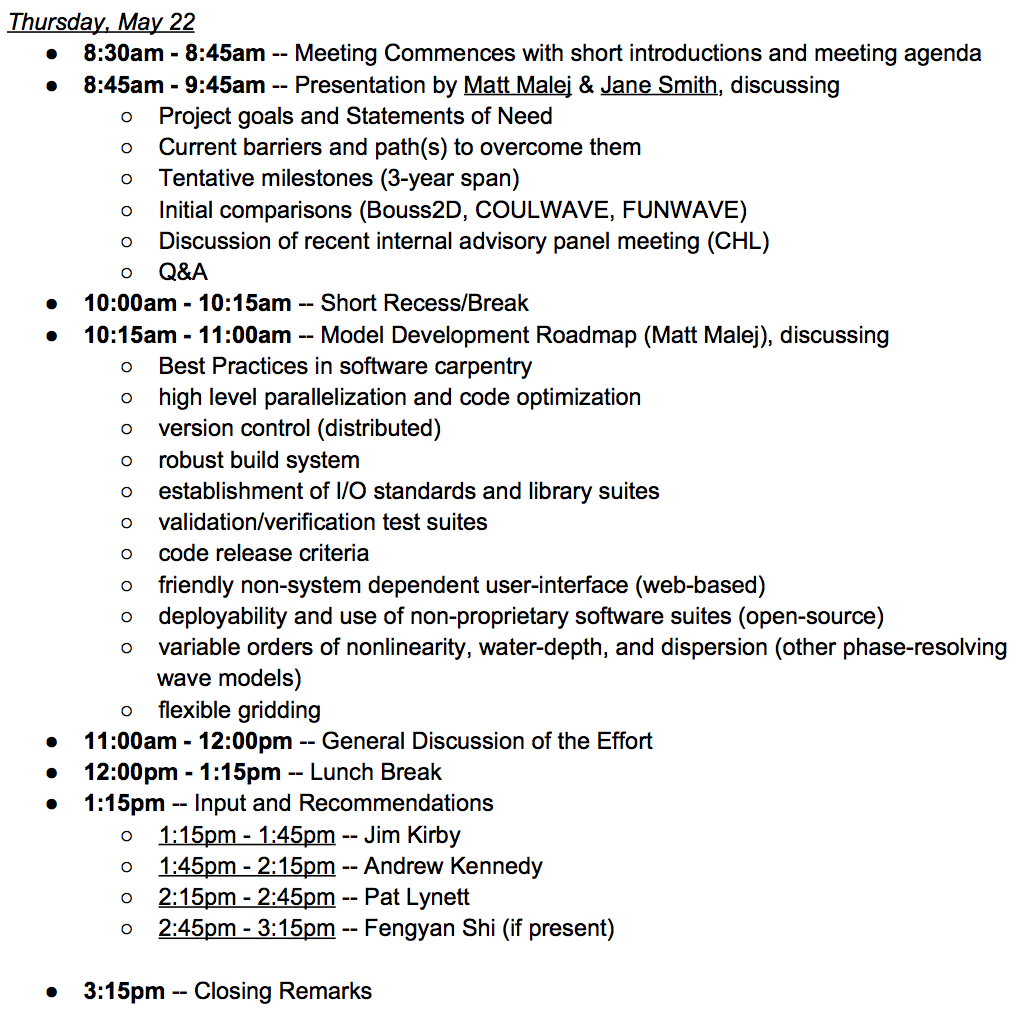 Thursday, May 22
● 8:30am - 8:45am -- Meeting Commences with short introductions and meeting agenda
● 8:45am - 9:45am -- Presentation by Matt Malej & Jane Smith, discussing
○ Project goals and Statements of Need
○ Current barriers and path(s) to overcome them
○ Tentative milestones (3-year span)
○ Initial comparisons (Bouss2D, COULWAVE, FUNWAVE)
○ Discussion of recent internal advisory panel meeting (CHL)
○ Q&A
● 10:00am - 10:15am -- Short Recess/Break
● 10:15am - 11:00am -- Model Development Roadmap (Matt Malej), discussing
○ Best Practices in software carpentry
○ high level parallelization and code optimization
○ version control (distributed)
○ robust build system
○ establishment of I/O standards and library suites
○ validation/verification test suites
○ code release criteria
○ friendly non-system dependent user-interface (web-based)
○ deployability and use of non-proprietary software suites (open-source)
○ variable orders of nonlinearity, water-depth, and dispersion (other phase-resolving
wave models)
○ flexible gridding
● 11:00am - 12:00pm -- General Discussion of the Effort
● 12:00pm - 1:15pm -- Lunch Break
● 1:15pm -- Input and Recommendations
○ 1:15pm - 1:45pm -- Jim Kirby
○ 1:45pm - 2:15pm -- Andrew Kennedy
○ 2:15pm - 2:45pm -- Pat Lynett
○ 2:45pm - 3:15pm -- Fengyan Shi (if present)
● 3:15pm -- Closing Remarks